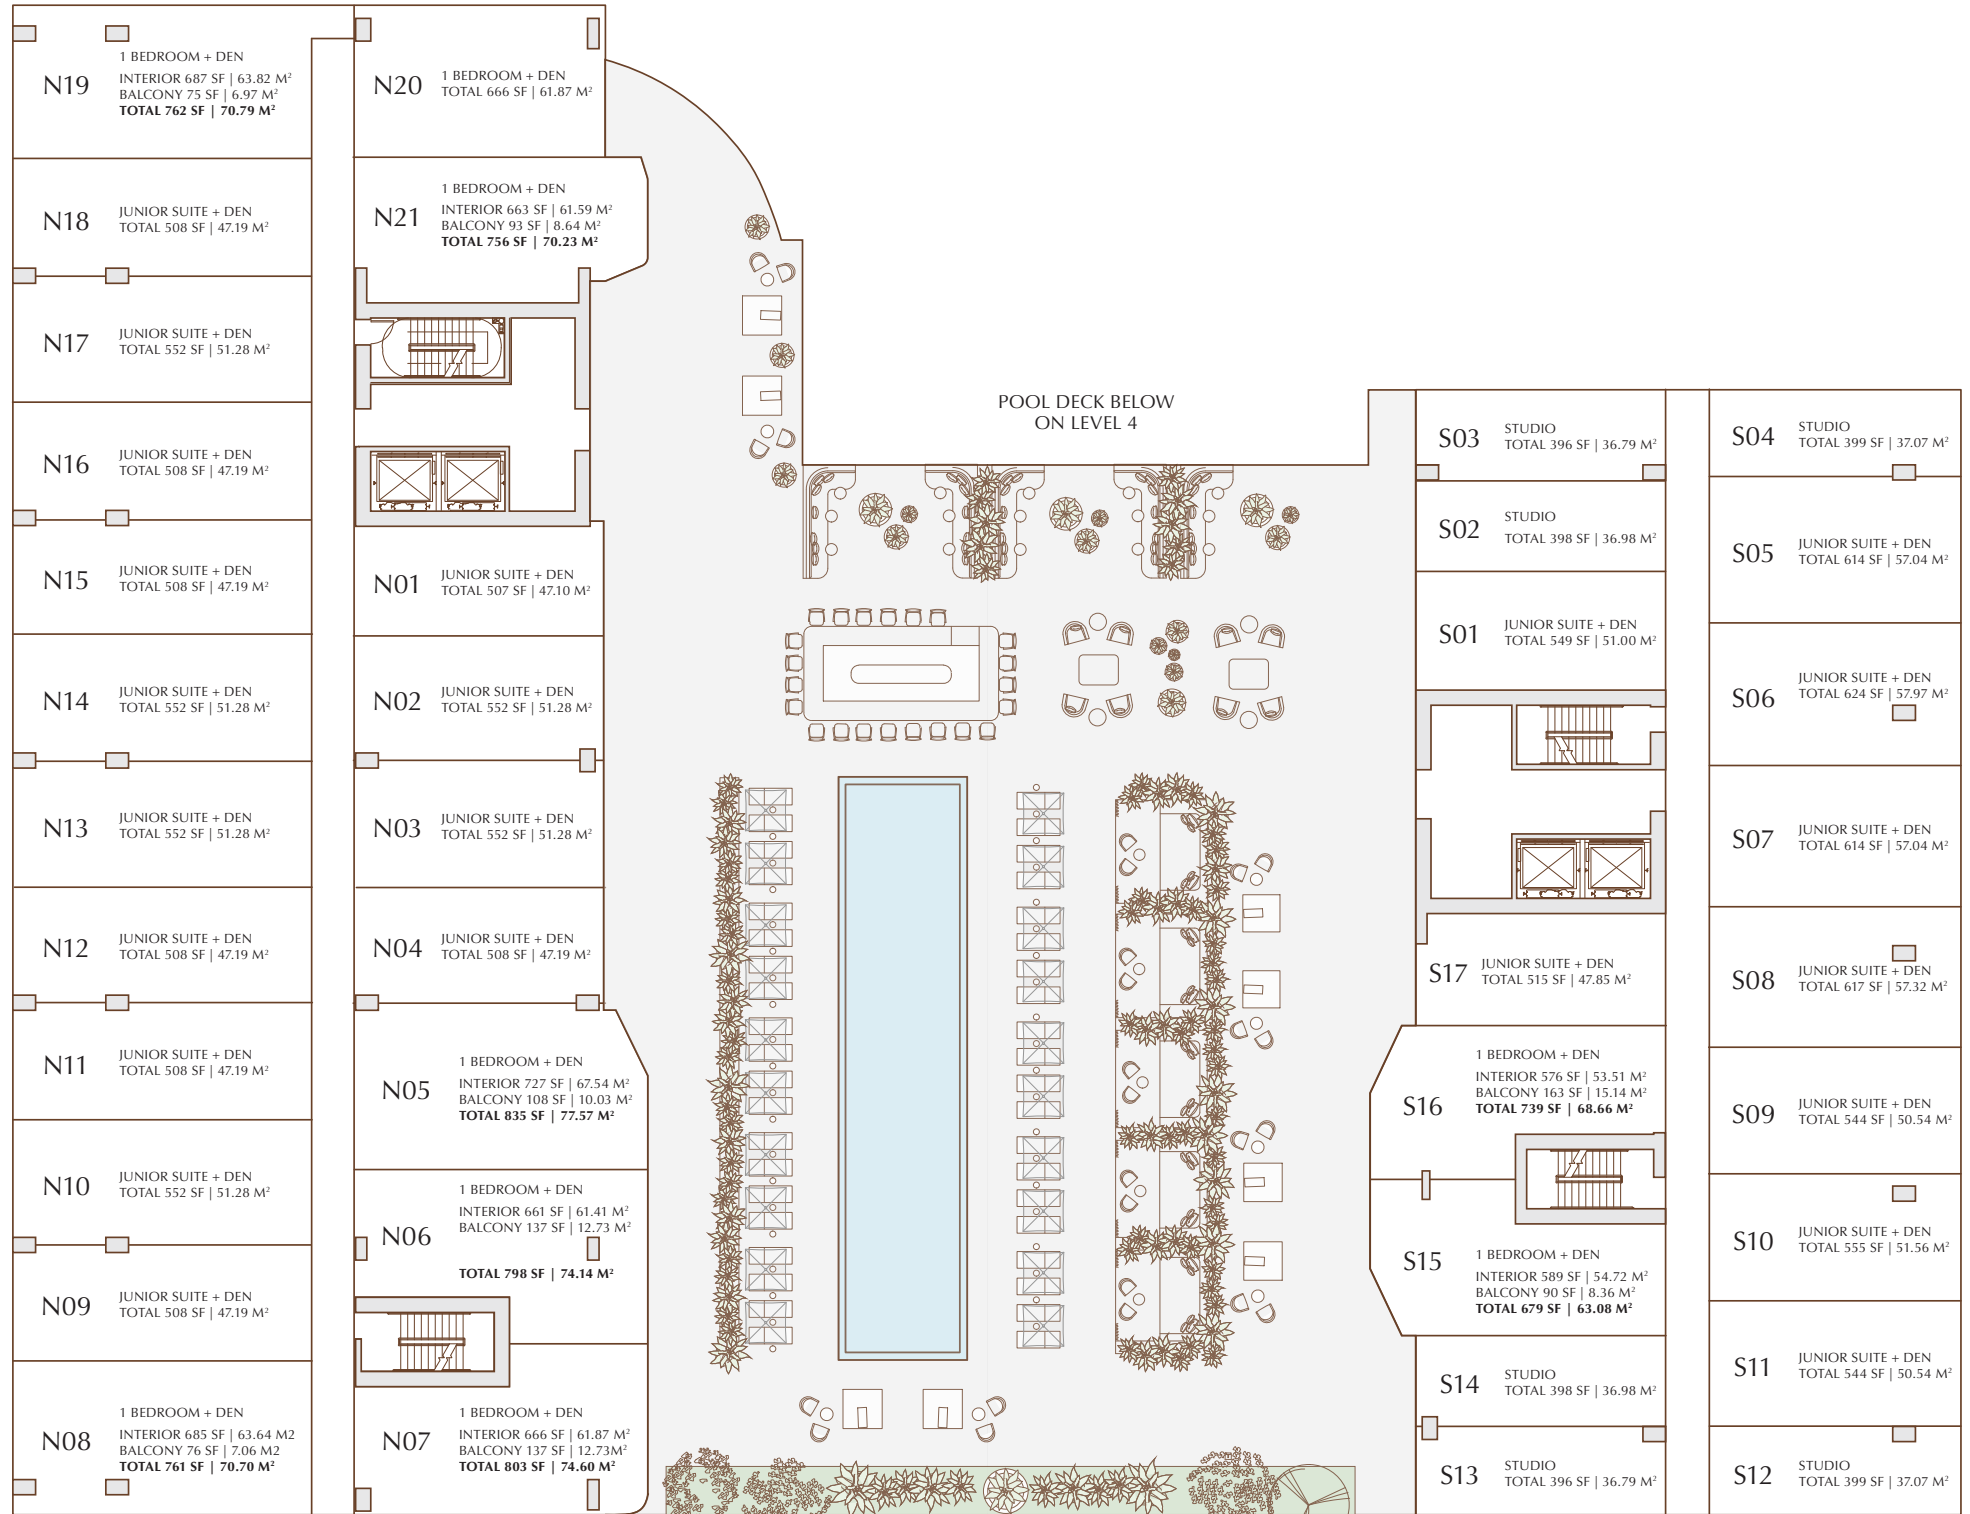 N19
1 BEDROOM + DEN
INTERIOR 687 SF | 63.82 M²
BALCONY 75 SF | 6.97 M²
TOTAL 762 SF | 70.79 M²
N18
JUNIOR SUITE + DEN
TOTAL 508 SF | 47.19 M²
N17
JUNIOR SUITE + DEN
TOTAL 552 SF | 51.28 M²
N16
JUNIOR SUITE + DEN
TOTAL 508 SF | 47.19 M²
N15
JUNIOR SUITE + DEN
TOTAL 508 SF | 47.19 M²
N14
JUNIOR SUITE + DEN
TOTAL 552 SF | 51.28 M²
N13
JUNIOR SUITE + DEN
TOTAL 552 SF | 51.28 M²
N12
JUNIOR SUITE + DEN
TOTAL 508 SF | 47.19 M²
N11
JUNIOR SUITE + DEN
TOTAL 508 SF | 47.19 M²
N10
JUNIOR SUITE + DEN
TOTAL 552 SF | 51.28 M²
N09
JUNIOR SUITE + DEN
TOTAL 508 SF | 47.19 M²
N08
1 BEDROOM + DEN
INTERIOR 685 SF | 63.64 M2
BALCONY 76 SF | 7.06 M2
TOTAL 761 SF | 70.70 M²
N20
1 BEDROOM + DEN
TOTAL 666 SF | 61.87 M²
N21
1 BEDROOM + DEN
INTERIOR 663 SF | 61.59 M²
BALCONY 93 SF | 8.64 M²
TOTAL 756 SF | 70.23 M²
N01
JUNIOR SUITE + DEN
TOTAL 507 SF | 47.10 M²
N02
JUNIOR SUITE + DEN
TOTAL 552 SF | 51.28 M²
N03
JUNIOR SUITE + DEN
TOTAL 552 SF | 51.28 M²
N04
JUNIOR SUITE + DEN
TOTAL 508 SF | 47.19 M²
N05
1 BEDROOM + DEN
INTERIOR 727 SF | 67.54 M²
BALCONY 108 SF | 10.03 M²
TOTAL 835 SF | 77.57 M²
N06
1 BEDROOM + DEN
INTERIOR 661 SF | 61.41 M²
BALCONY 137 SF | 12.73 M²
TOTAL 798 SF | 74.14 M²
N07
1 BEDROOM + DEN
INTERIOR 666 SF | 61.87 M²
BALCONY 137 SF | 12.73M²
TOTAL 803 SF | 74.60 M²
POOL DECK BELOW
ON LEVEL 4
S03
STUDIO
TOTAL 396 SF | 36.79 M²
S02
STUDIO
TOTAL 398 SF | 36.98 M²
S01
JUNIOR SUITE + DEN
TOTAL 549 SF | 51.00 M²
S17
JUNIOR SUITE + DEN
TOTAL 515 SF | 47.85 M²
S16
1 BEDROOM + DEN
INTERIOR 576 SF | 53.51 M²
BALCONY 163 SF | 15.14 M²
TOTAL 739 SF | 68.66 M²
S15
1 BEDROOM + DEN
INTERIOR 589 SF | 54.72 M²
BALCONY 90 SF | 8.36 M²
TOTAL 679 SF | 63.08 M²
S14
STUDIO
TOTAL 398 SF | 36.98 M²
S13
STUDIO
TOTAL 396 SF | 36.79 M²
S04
STUDIO
TOTAL 399 SF | 37.07 M²
S05
JUNIOR SUITE + DEN
TOTAL 614 SF | 57.04 M²
S06
JUNIOR SUITE + DEN
TOTAL 624 SF | 57.97 M²
S07
JUNIOR SUITE + DEN
TOTAL 614 SF | 57.04 M²
S08
JUNIOR SUITE + DEN
TOTAL 617 SF | 57.32 M²
S09
JUNIOR SUITE + DEN
TOTAL 544 SF | 50.54 M²
S10
JUNIOR SUITE + DEN
TOTAL 555 SF | 51.56 M²
S11
JUNIOR SUITE + DEN
TOTAL 544 SF | 50.54 M²
S12
STUDIO
TOTAL 399 SF | 37.07 M²